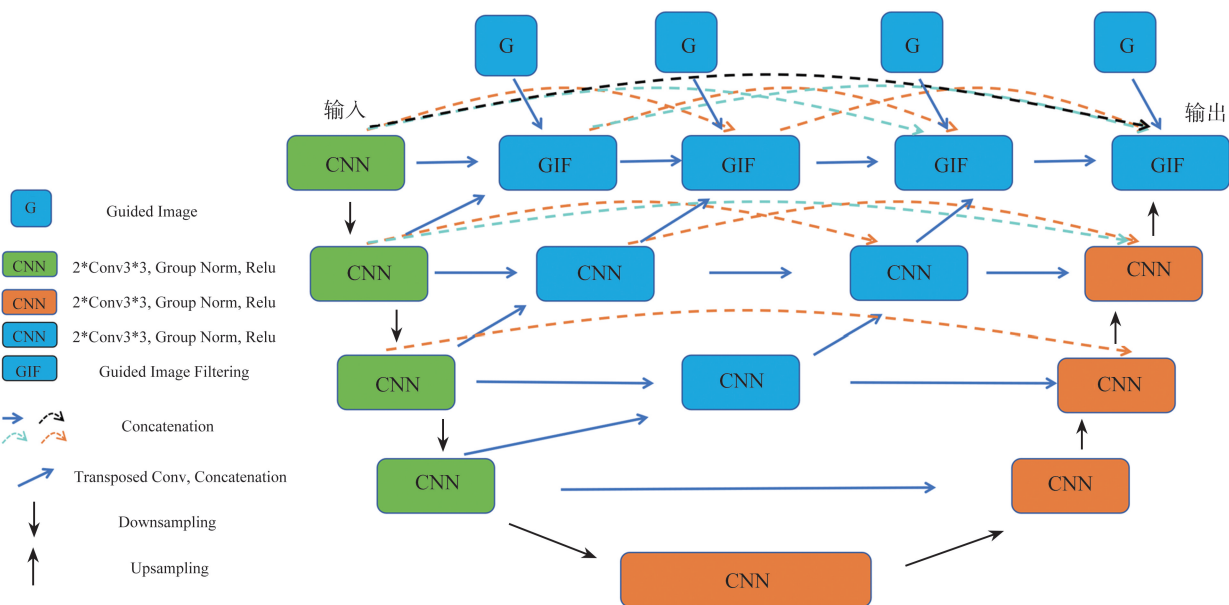 G G G G
输入 输出
CNN GIF GIF GIF GIF
G Guided Image
CNN CNN CNN CNN
CNN 2*Conv3*3, Group Norm, Relu
CNN 2*Conv3*3, Group Norm, Relu
CNN 2*Conv3*3, Group Norm, Relu
GIF Guided Image Filtering
CNN CNN CNN
Concatenation
Transposed Conv, Concatenation
CNN CNN
Downsampling
Upsampling
CNN